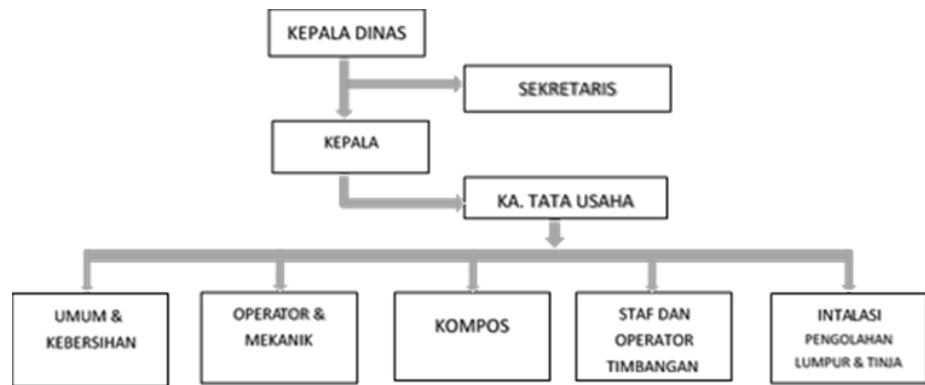 KEPALA DINAS
SEKRETARIS
KEPALA
KA. TATA USAHA
UMUM &
KEBERSIHAN
OPERATOR &
MEKANIK
KOMPOS
STAF DAN
OPERATOR
TIMBANGAN
INTALASI
PENGOLAHAN
LUMPUR & TINJA